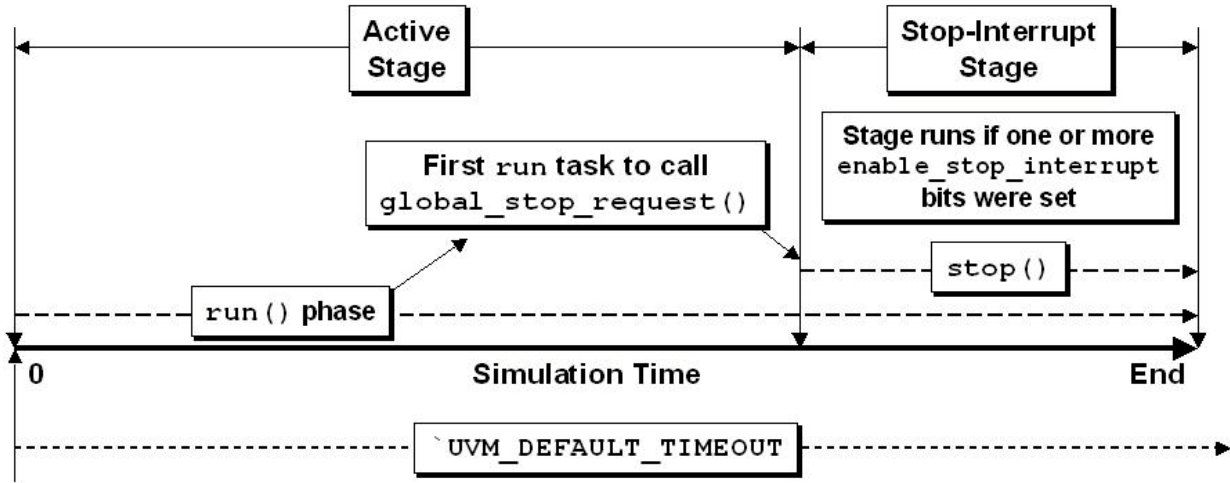 Active
Stage
Stop-Interrupt
Stage
Stage runs if one or more
enable_stop_interrupt
bits were set
First run task to call
global_stop_request()
stop()
run() phase
0
Simulation Time
End
`UVM_DEFAULT_TIMEOUT